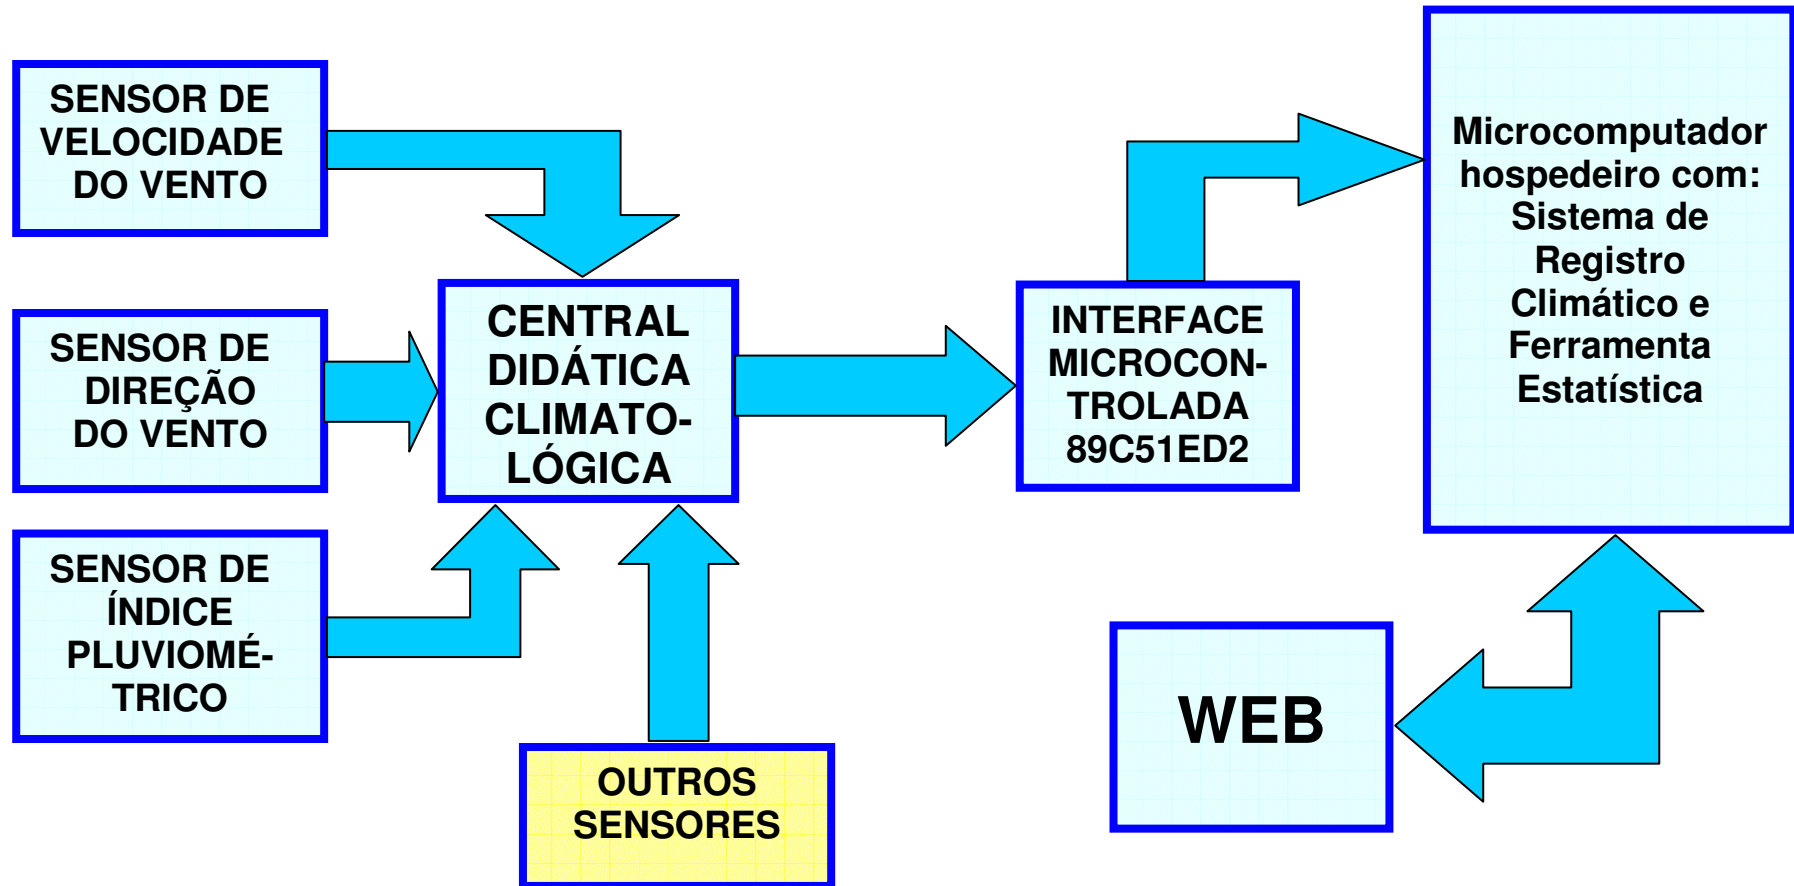 SENSOR DE
VELOCIDADE
DO VENTO
SENSOR DE
DIREÇÃO
DO VENTO
SENSOR DE
ÍNDICE
PLUVIOMÉ-
TRICO
OUTROS
SENSORES
CENTRAL
DIDÁTICA
CLIMATO-
LÓGICA
INTERFACE
MICROCON-
TROLADA
89C51ED2
Microcomputador
hospedeiro com:
Sistema de
Registro
Climático e
Ferramenta
Estatística
WEB